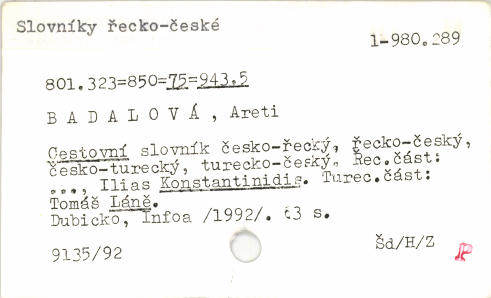 Slovníky řecko-české
1-980.289
801.323=850=75=943.5
B A D A L O V Á , Areti
Cestovní slovník česko-řecký, řecko-český,
česko-turecký, turecko-český. Řec.část:
..., Ilias Konstantinidis. Turec.část:
Tomáš Láně.
Dubicko, Infoa /1992/. 63 s.
9135/92
Šd/H/Z